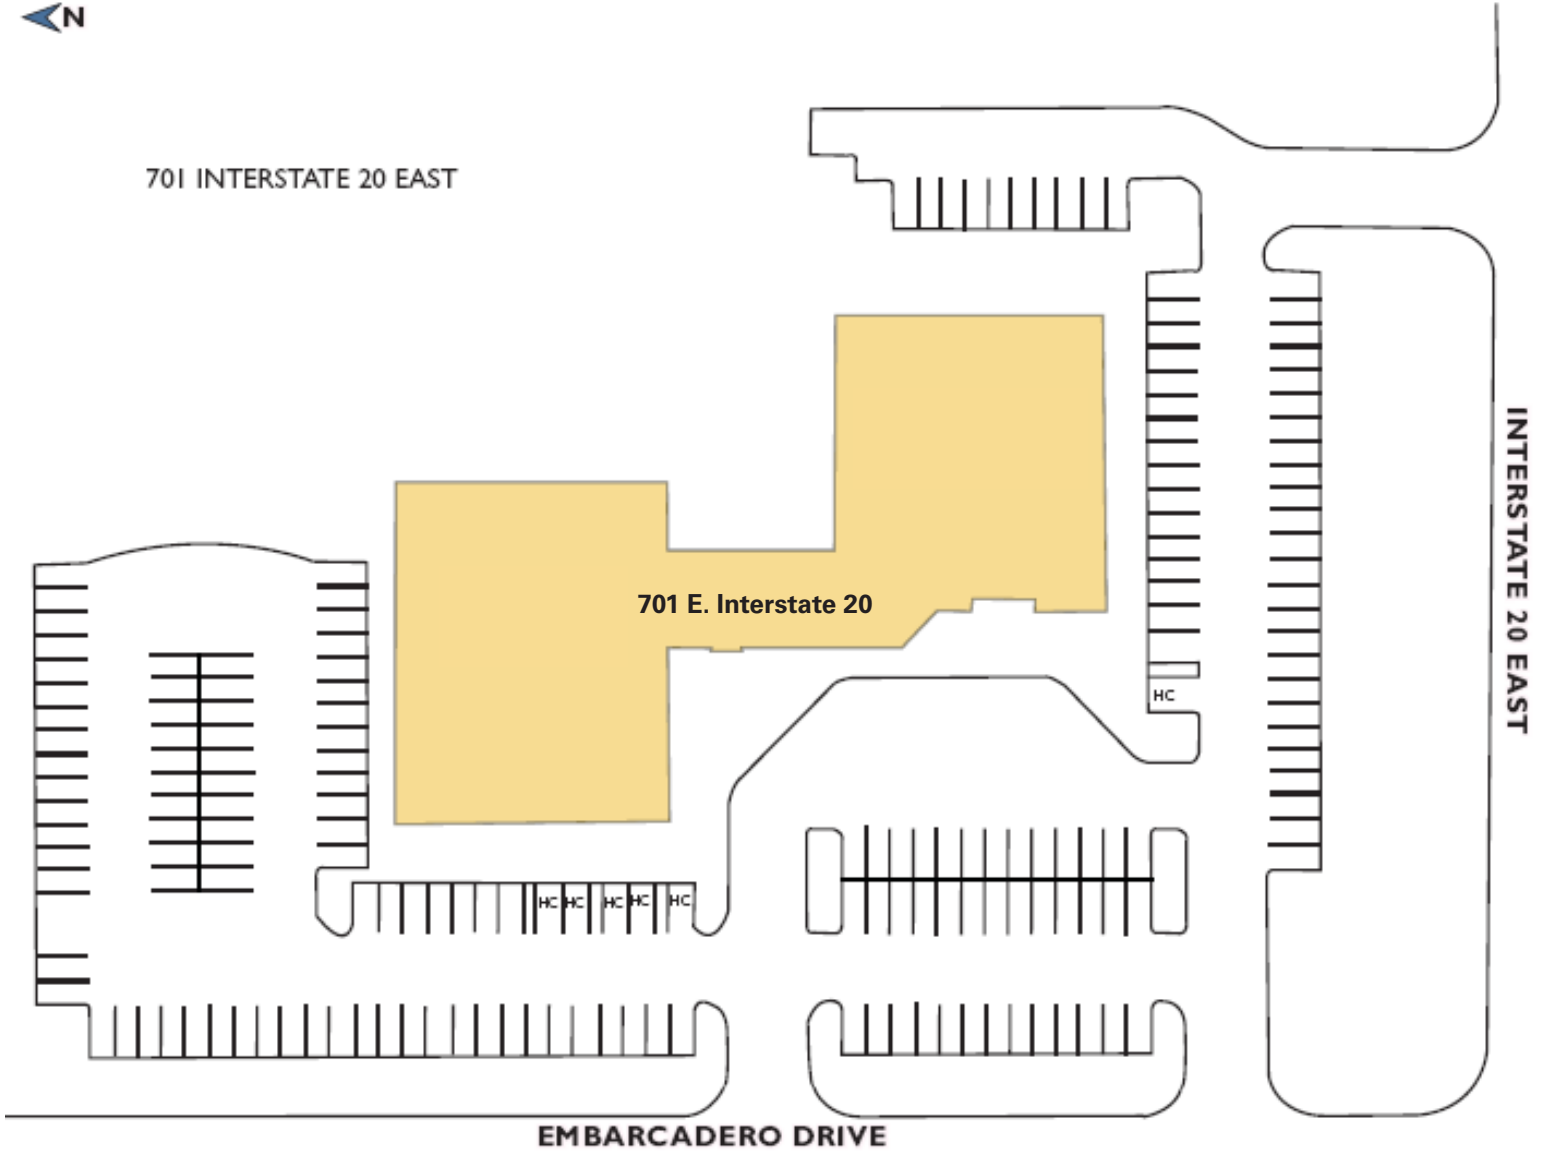 N
701 INTERSTATE 20 EAST
701 E. Interstate 20
INTERSTATE 20 EAST
HC
HC HC HC HC HC
EMBARCADERO DRIVE